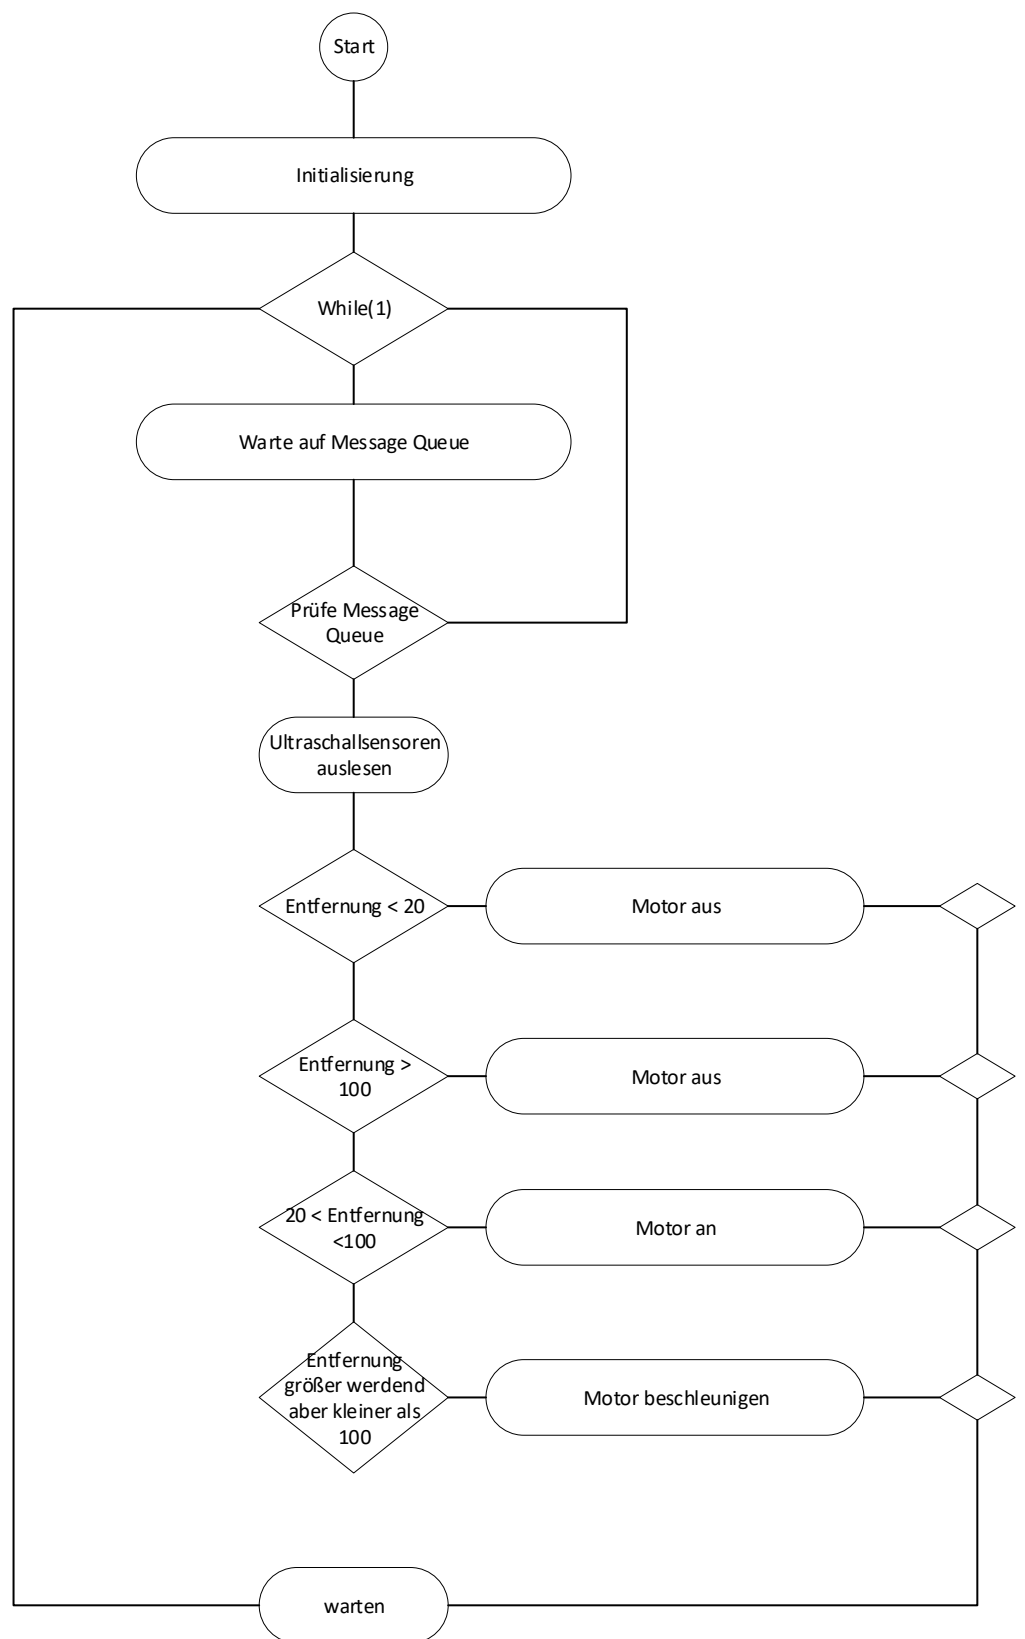 Start
Initialisierung
While(1)
Warte auf Message Queue
Prüfe Message
Queue
Ultraschallsensoren
auslesen
Entfernung < 20
Motor aus
Entfernung >
100
Motor aus
20 < Entfernung
<100
Motor an
Entfernung
größer werdend
aber kleiner als
100
Motor beschleunigen
warten